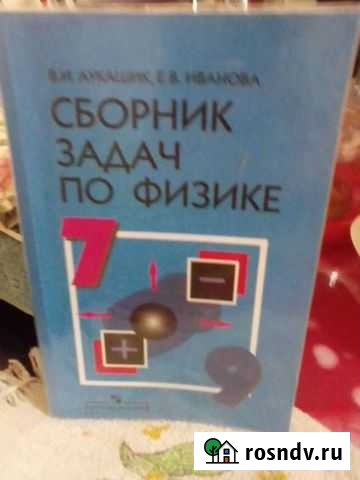 В.И. ЛУКАШИК, Е.В. ИВАНОВА
СБОРНИК
ЗАДАЧ
ПО ФИЗИКЕ
7
9
rosndv.ru